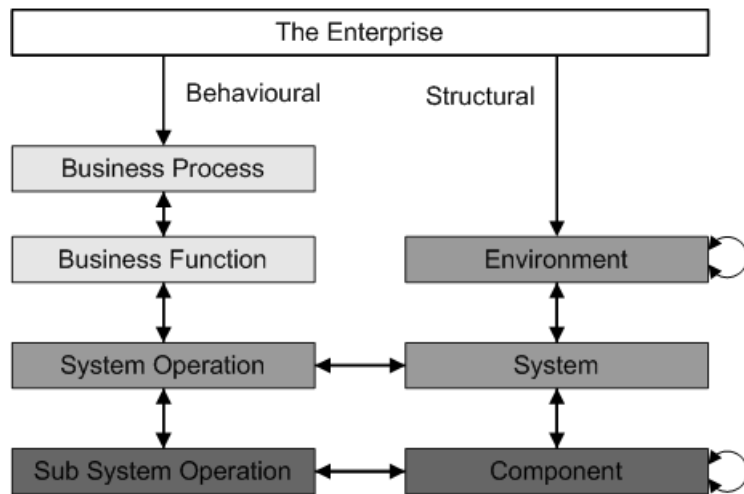 The Enterprise
Behavioural
Structural
Business Process
Business Function
Environment
System Operation
System
Sub System Operation
Component